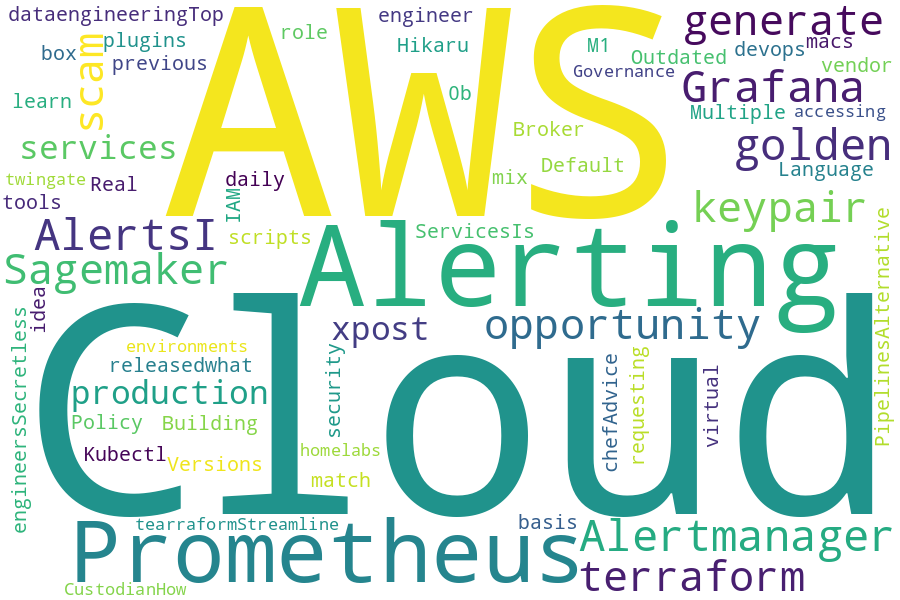 dataengineeringTop
engineer
generate
AWS
role
plugins
box
scam
previous
Hikaru
M1
macs
Outdated
devops
Governance
vendor
Grafana
learn
Ob
Multiple
accessing
Broker
golden
services
Default
Language
twingate
Real
daily
mix
tools
IAM
keypair
AlertsI
scripts
ServicesIs
Alerting
Sagemaker
PipelinesAlternative
idea
xpost
opportunity
Cloud
engineersSecretless
environments
releasedwhat
security
chefAdvice
requesting
virtual
production
Policy
Building
Kubectl
Versions
homelabs
match
tearraformStreamline
basis
Prometheus
Alertmanager
terraform
CustodianHow